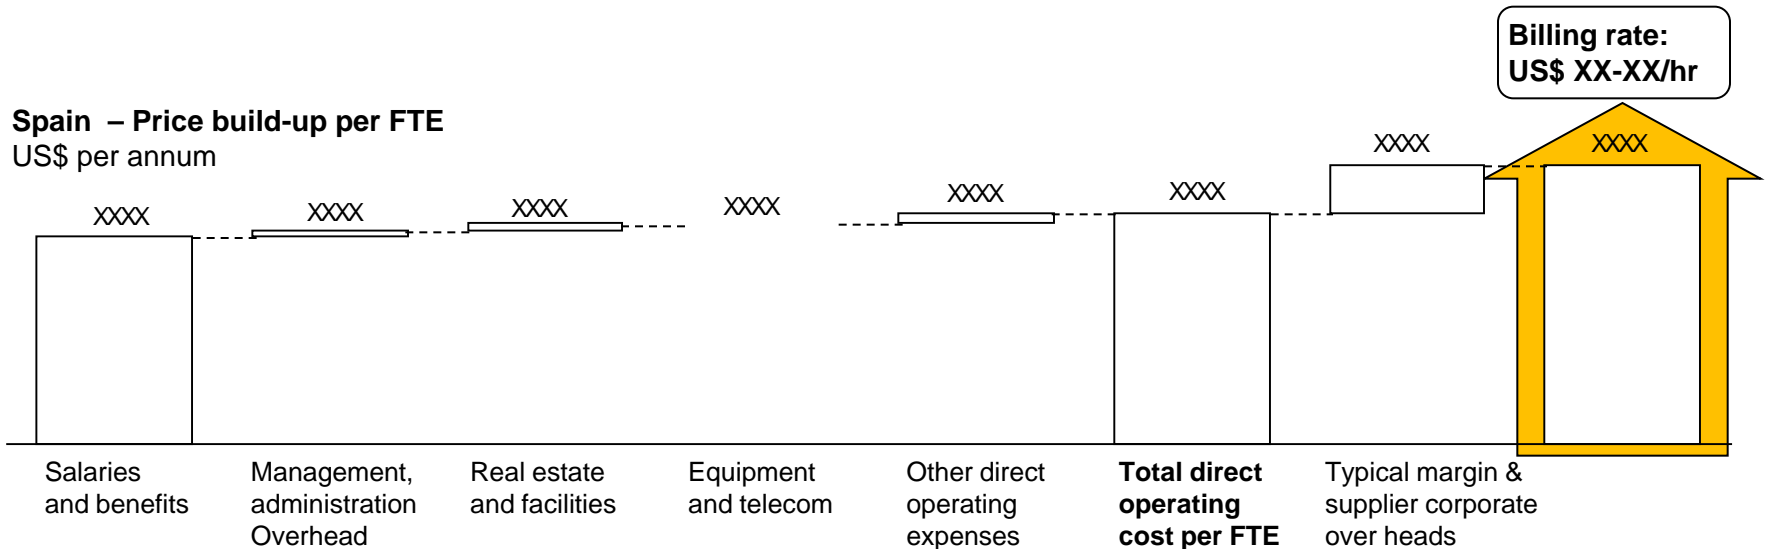 Billing rate:
US$ XX-XX/hr
Spain – Price build-up per FTE
US$ per annum
XXXX
XXXX
XXXX
XXXX
XXXX
XXXX
XXXX
XXXX
Salaries
and benefits
Management,
administration
Overhead
Real estate
and facilities
Equipment
and telecom
Other direct
operating
expenses
Total direct
operating
cost per FTE
Typical margin &
supplier corporate
over heads